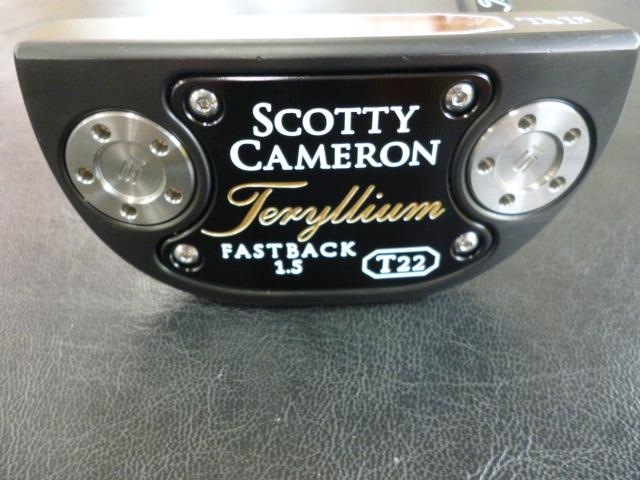 SCOTTY
CAMERON
Teryllium
FASTBACK
1.5
T22